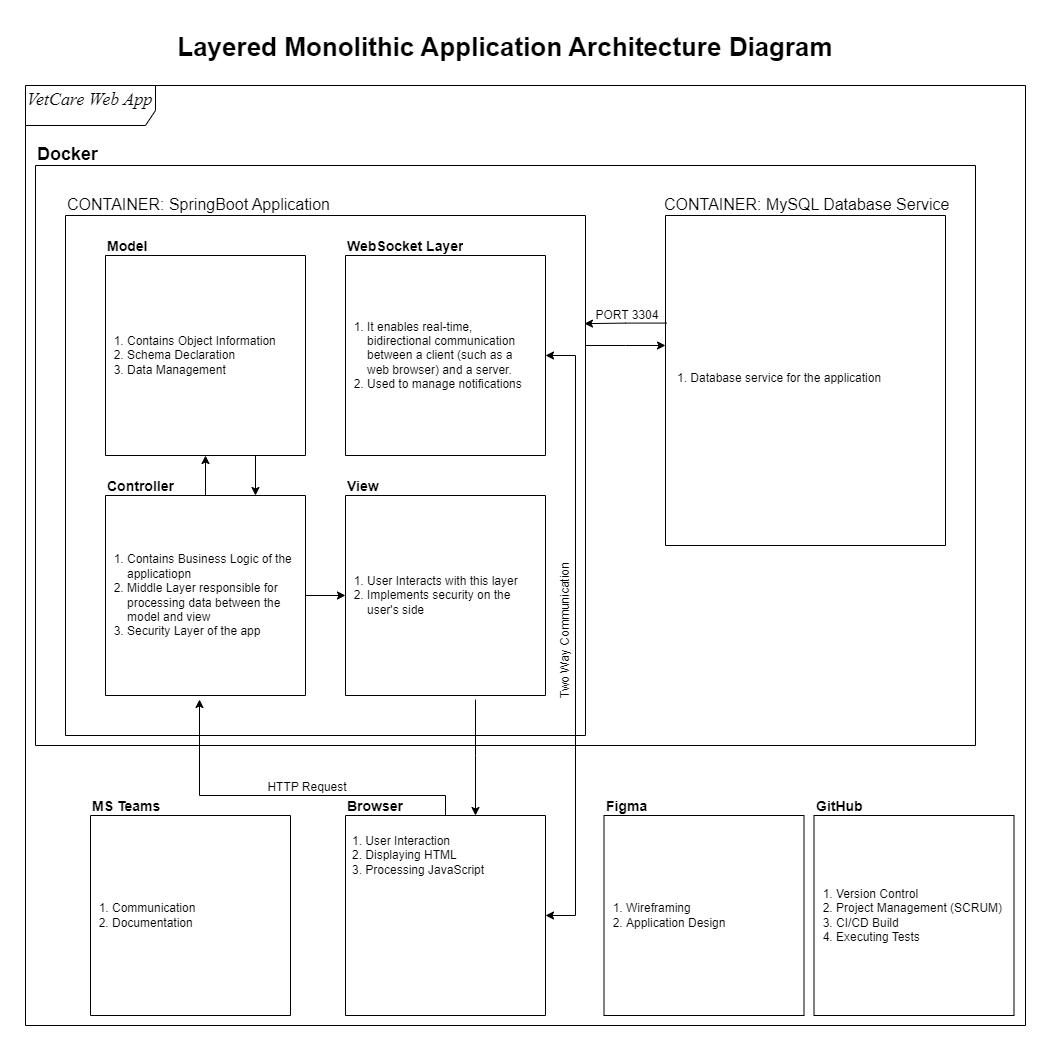 Layered Monolithic Application Architecture Diagram
VetCare Web App
Docker
CONTAINER: SpringBoot Application
CONTAINER: MySQL Database Service
Model
1. Contains Object Information
2. Schema Declaration
3. Data Management
WebSocket Layer
1. It enables real-time,
bidirectional communication
between a client (such as a
web browser) and a server.
2. Used to manage notifications
PORT 3304
1. Database service for the application
Controller
1. Contains Business Logic of the
applicatiopn
2. Middle Layer responsible for
processing data between the
model and view
3. Security Layer of the app
View
1. User Interacts with this layer
2. Implements security on the
user's side
Two Way Communication
HTTP Request
MS Teams
1. Communication
2. Documentation
Browser
1. User Interaction
2. Displaying HTML
3. Processing JavaScript
Figma
1. Wireframing
2. Application Design
GitHub
1. Version Control
2. Project Management (SCRUM)
3. CI/CD Build
4. Executing Tests